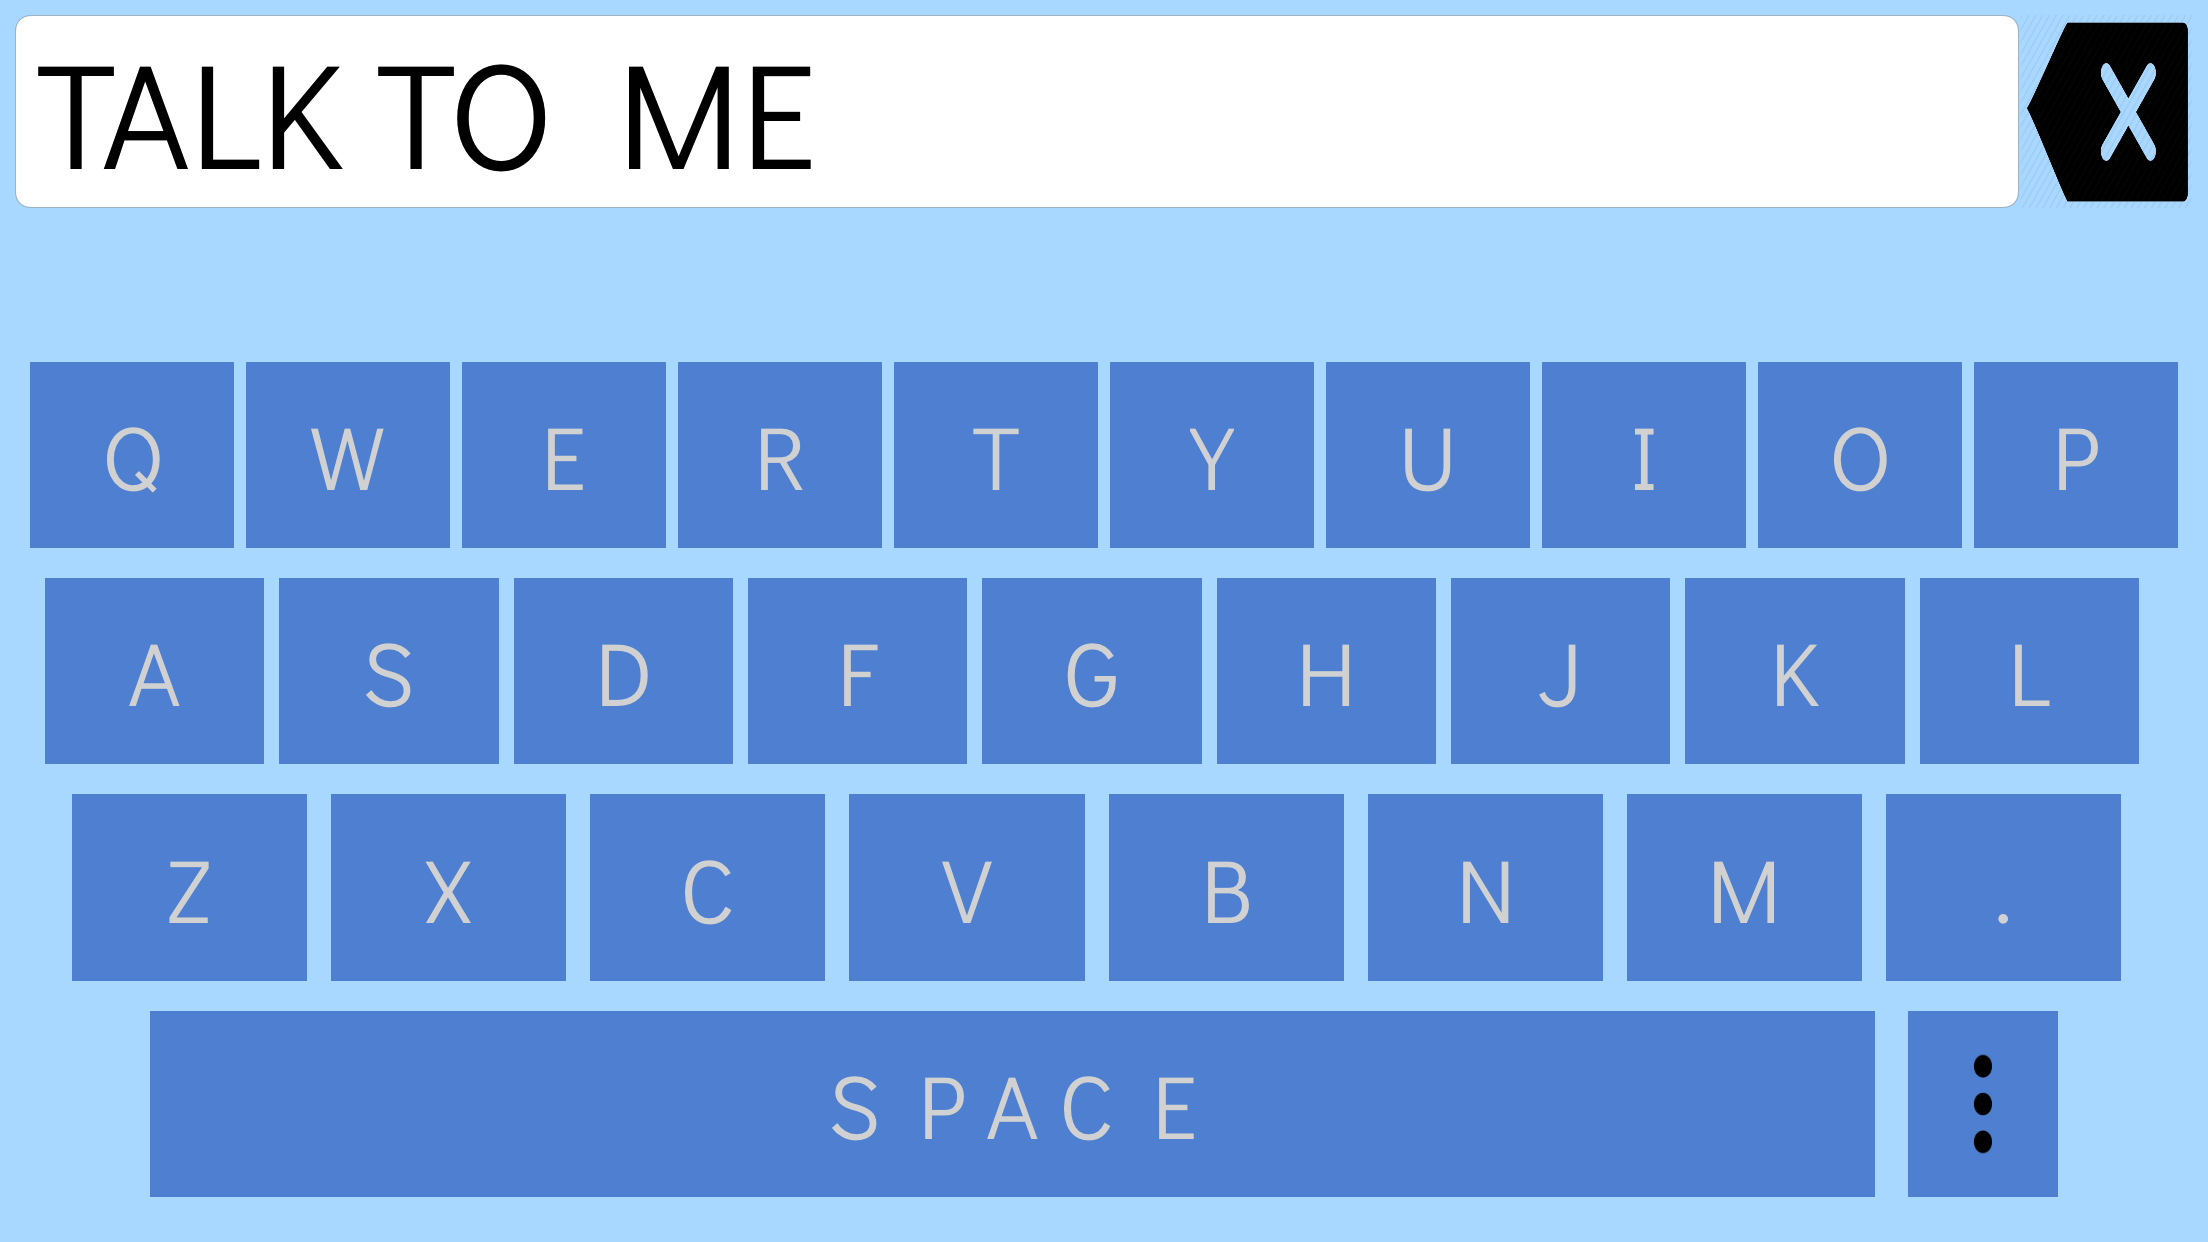 TALK TO  ME
X
Q W E R T Y U I O P
A S D F G H J K L
Z X C V B N M .
SPACE